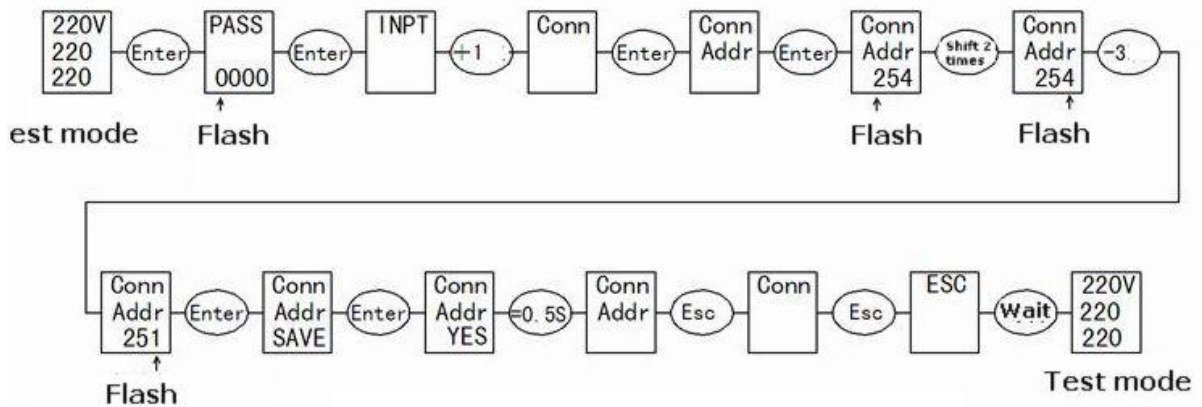 220V
220
220
Enter
PASS
0000
Enter
INPT
+1
Conn
Enter
Conn
Addr
Enter
Conn
Addr
254
Shift 2
times
Conn
Addr
254
-3
est mode
Flash
Flash
Flash
Conn
Addr
251
Enter
Conn
Addr
SAVE
Enter
Conn
Addr
YES
=0.5S
Conn
Addr
Esc
Conn
Esc
ESC
Wait
220V
220
220
Flash
Test mode